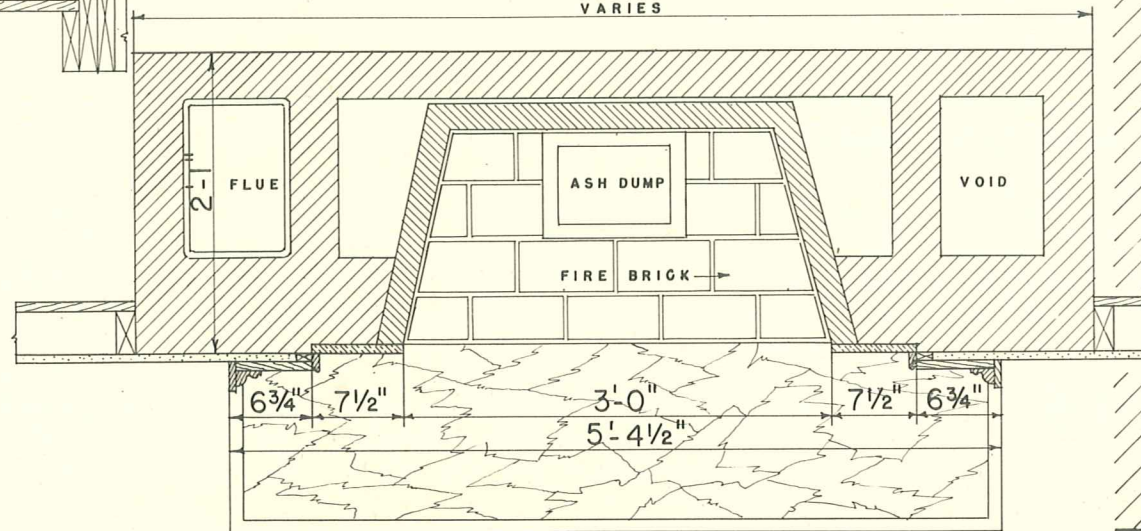 VARIES
2'-1"
FLUE
ASH DUMP
VOID
FIRE BRICK
6¾" 7½" 3'-0" 7½" 6¾"
5'-4½"